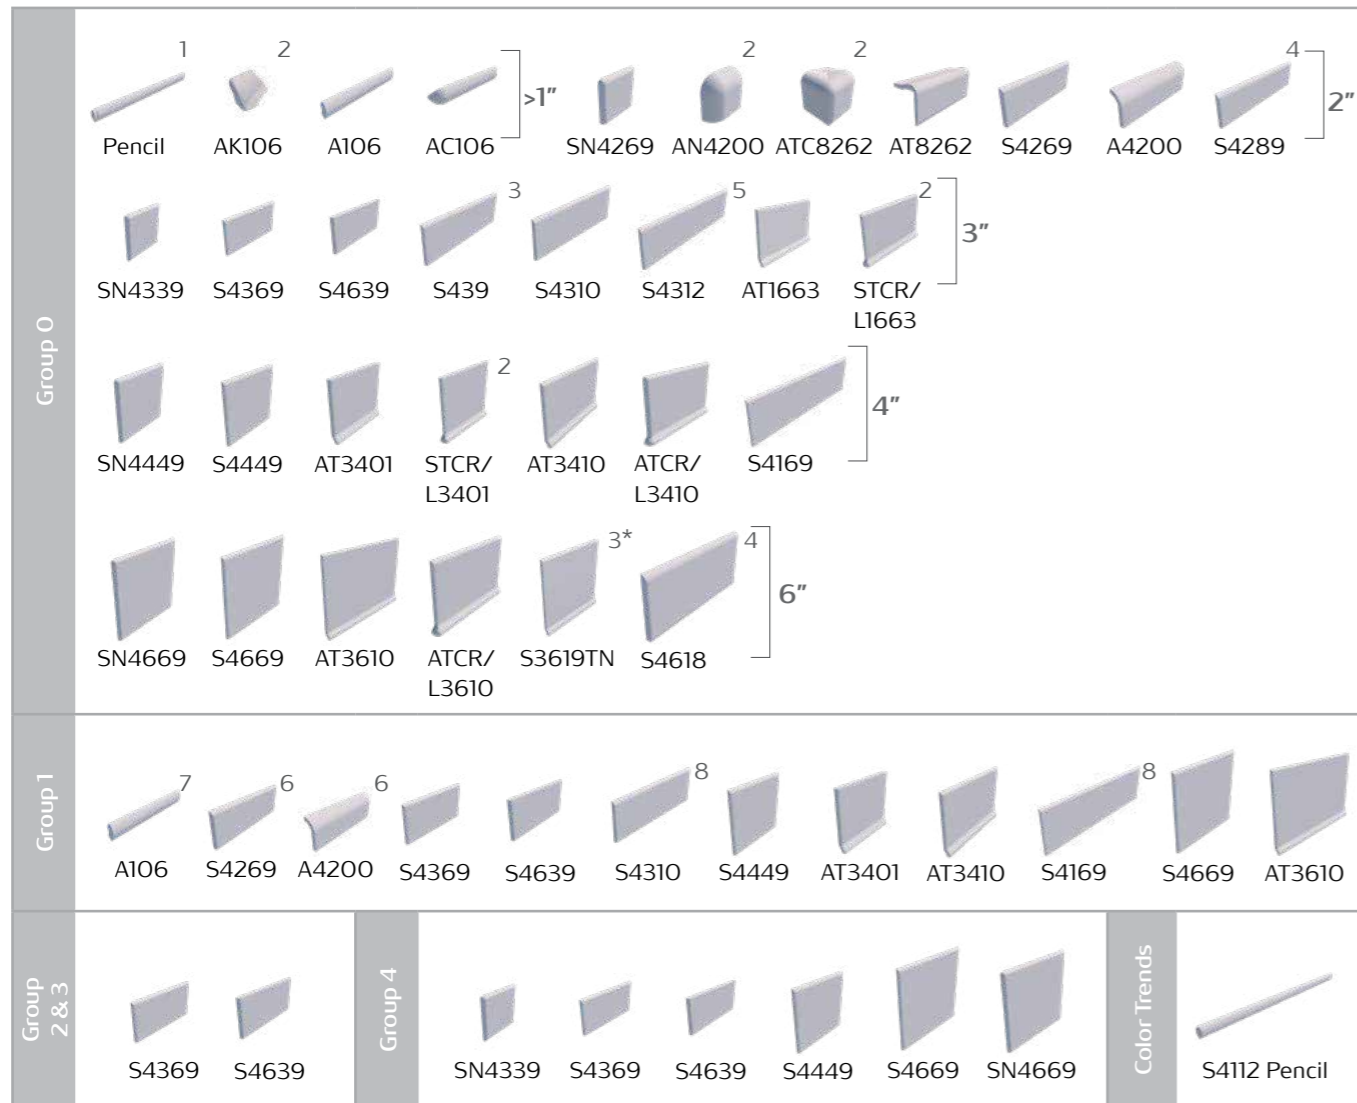 Group 0
1 2 2 2 4
>1” 2”
Pencil AK106 A106 AC106 SN4269 AN4200 ATC8262 AT8262 S4269 A4200 S4289
3 5 2
3”
SN4339 S4369 S4639 S439 S4310 S4312 AT1663 STCR/
L1663
2
4”
SN4449 S4449 AT3401 STCR/ AT3410 ATCR/ S4169
L3401 L3410
3* 4
6”
SN4669 S4669 AT3610 ATCR/ S3619TN S4618
L3610
Group 1
7 6 6 8 8
A106 S4269 A4200 S4369 S4639 S4310 S4449 AT3401 AT3410 S4169 S4669 AT3610
Group
2 & 3
S4369 S4639
Group 4
SN4339 S4369 S4639 S4449 S4669 SN4669
Color Trends
S4112 Pencil